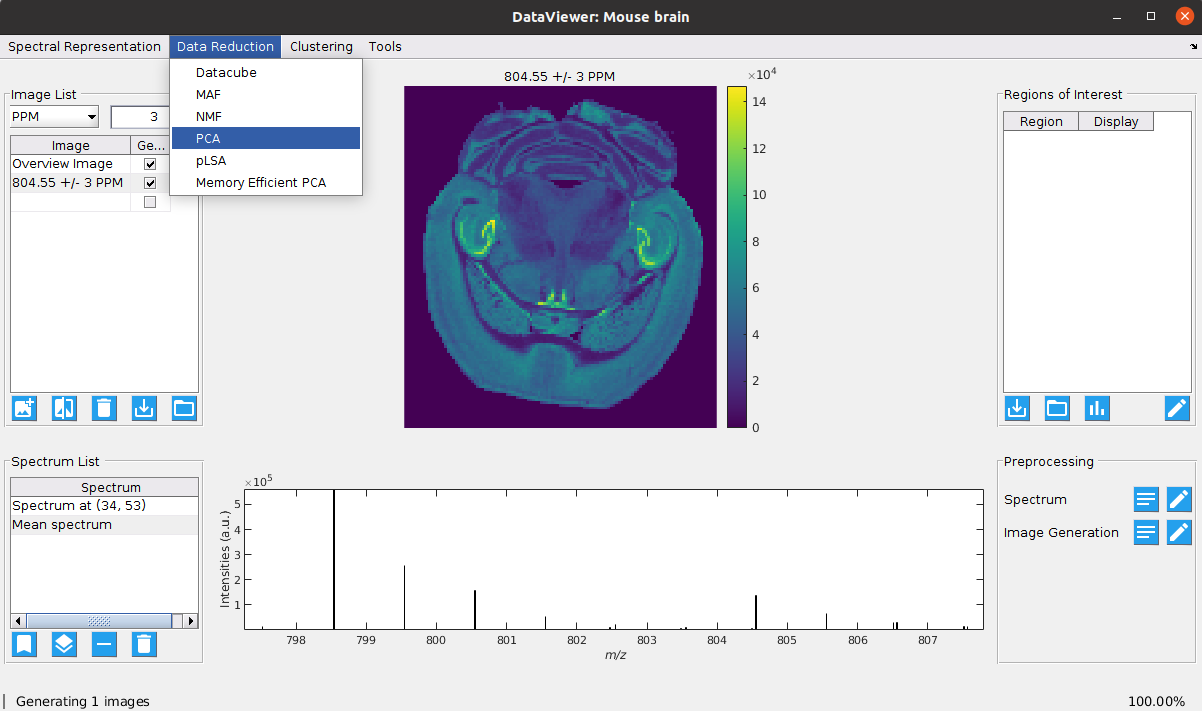 DataViewer: Mouse brain
Spectral Representation Data Reduction Clustering Tools
Datacube
MAF
NMF
PCA
pLSA
Memory Efficient PCA
Image List
PPM 3
Image Ge...
Overview Image
804.55 +/- 3 PPM
804.55 +/- 3 PPM
×10⁴
14
12
10
8
6
4
2
0
Regions of Interest
Region Display
Spectrum List
Spectrum
Spectrum at (34, 53)
Mean spectrum
×10⁵
Intensities (a.u.)
5
4
3
2
1
798 799 800 801 802 803 804 805 806 807
m/z
Preprocessing
Spectrum
Image Generation
Generating 1 images
100.00%